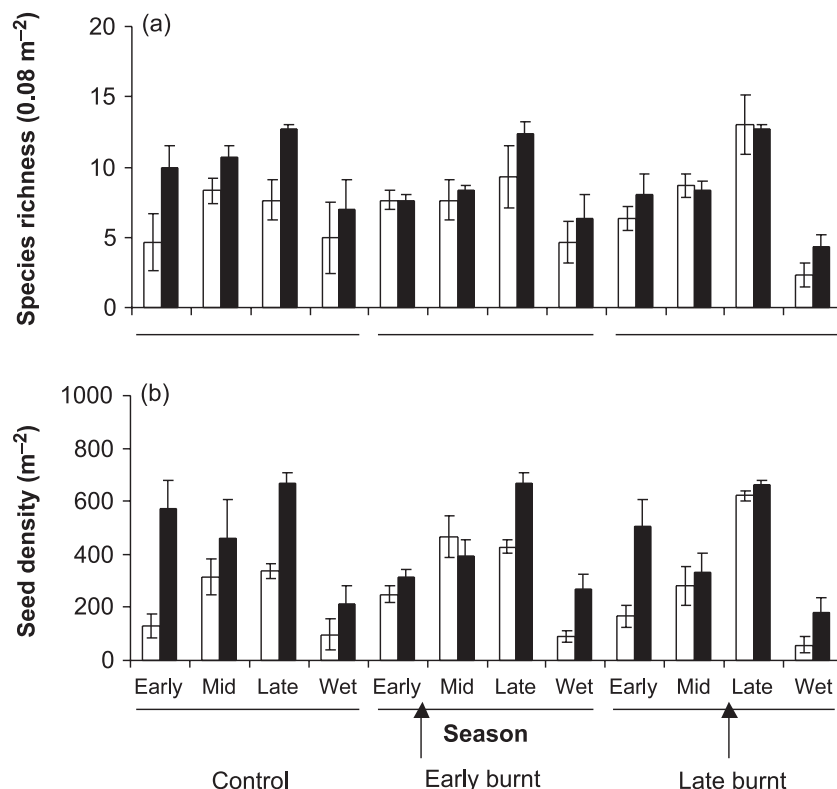 (a)
Species richness (0.08 m⁻²)
20
15
10
5
0
(b)
Seed density (m⁻²)
1000
800
600
400
200
0
Early Mid Late Wet Early Mid Late Wet Early Mid Late Wet
Season
Control Early burnt Late burnt